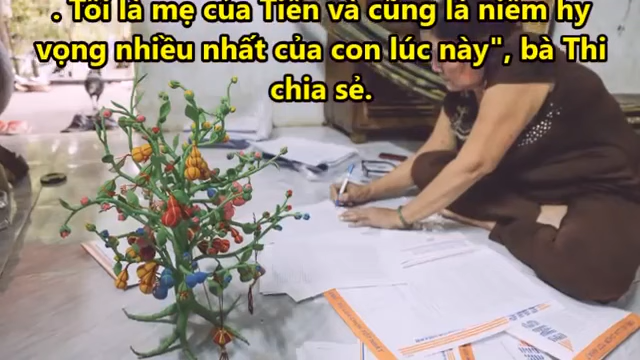 . Tôi là mẹ của Tiến và cũng là niềm hy
vọng nhiều nhất của con lúc này", bà Thi
chia sẻ.